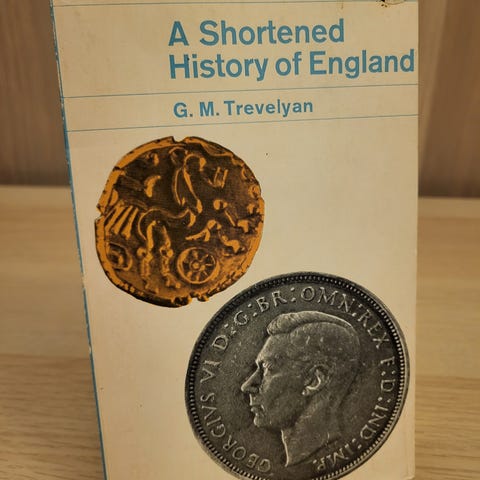 A Shortened
History of England
G. M. Trevelyan
GEORGIVS VI D:G:BR:OMN:REX F:D:IND:IMP.